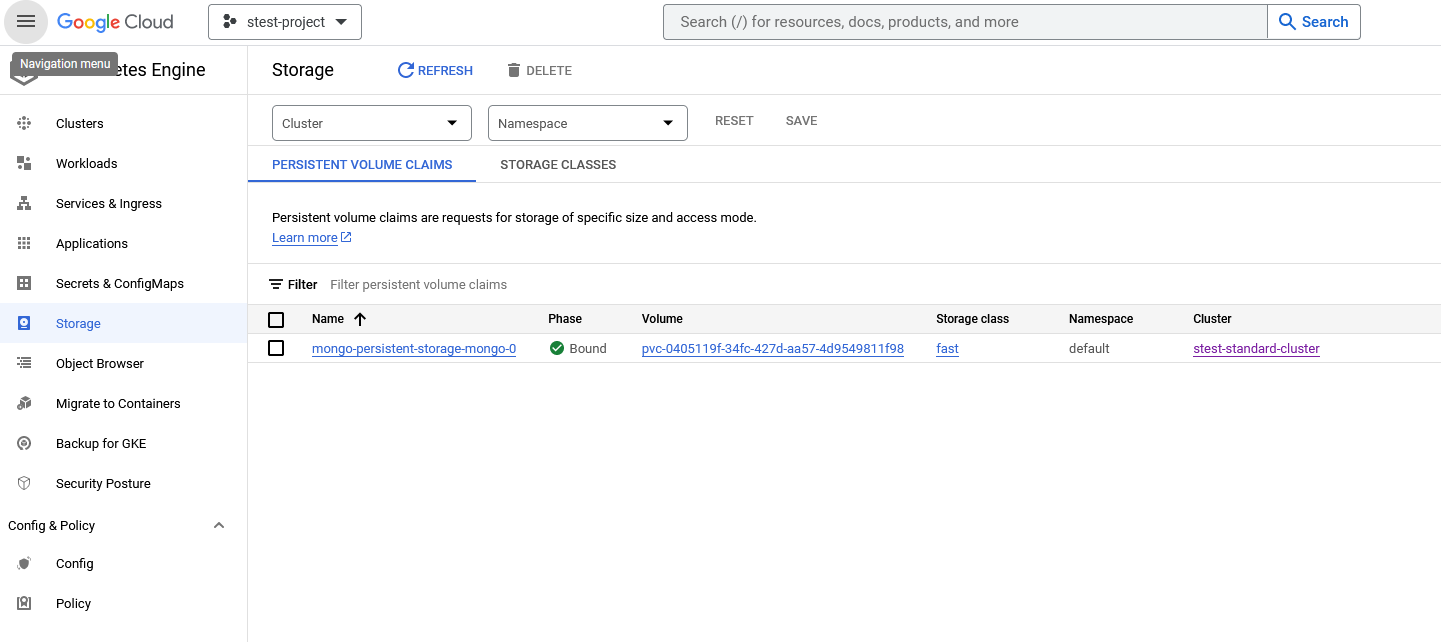 Google Cloud
stest-project
Search (/) for resources, docs, products, and more
Search
Navigation menu
etes Engine
Storage
REFRESH
DELETE
Clusters
Workloads
Services & Ingress
Applications
Secrets & ConfigMaps
Storage
Object Browser
Migrate to Containers
Backup for GKE
Security Posture
Config & Policy
Config
Policy
Cluster
Namespace
RESET
SAVE
PERSISTENT VOLUME CLAIMS
STORAGE CLASSES
Persistent volume claims are requests for storage of specific size and access mode.
Learn more
Filter Filter persistent volume claims
Name Phase Volume Storage class Namespace Cluster
mongo-persistent-storage-mongo-0 Bound pvc-0405119f-34fc-427d-aa57-4d9549811f98 fast default stest-standard-cluster